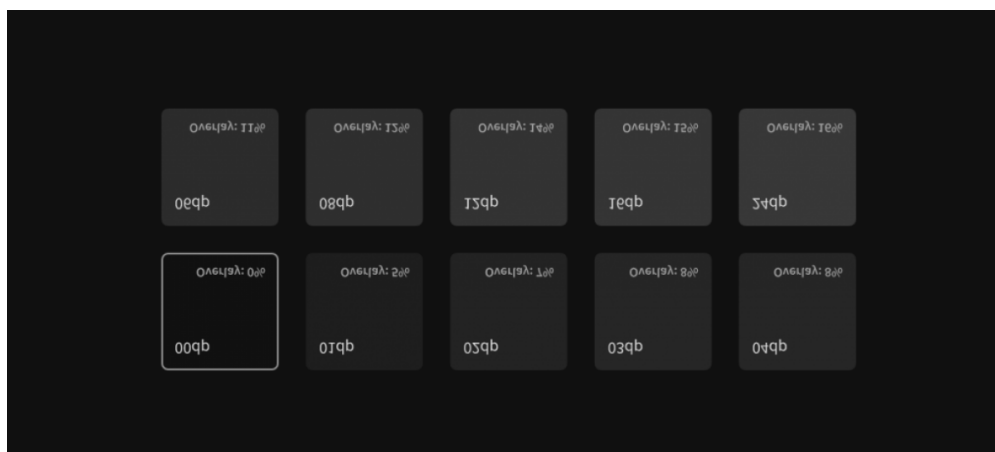 00dp
Overlay: 0%
01dp
Overlay: 5%
02dp
Overlay: 7%
03dp
Overlay: 8%
04dp
Overlay: 9%
06dp
Overlay: 11%
08dp
Overlay: 12%
12dp
Overlay: 14%
16dp
Overlay: 15%
24dp
Overlay: 16%